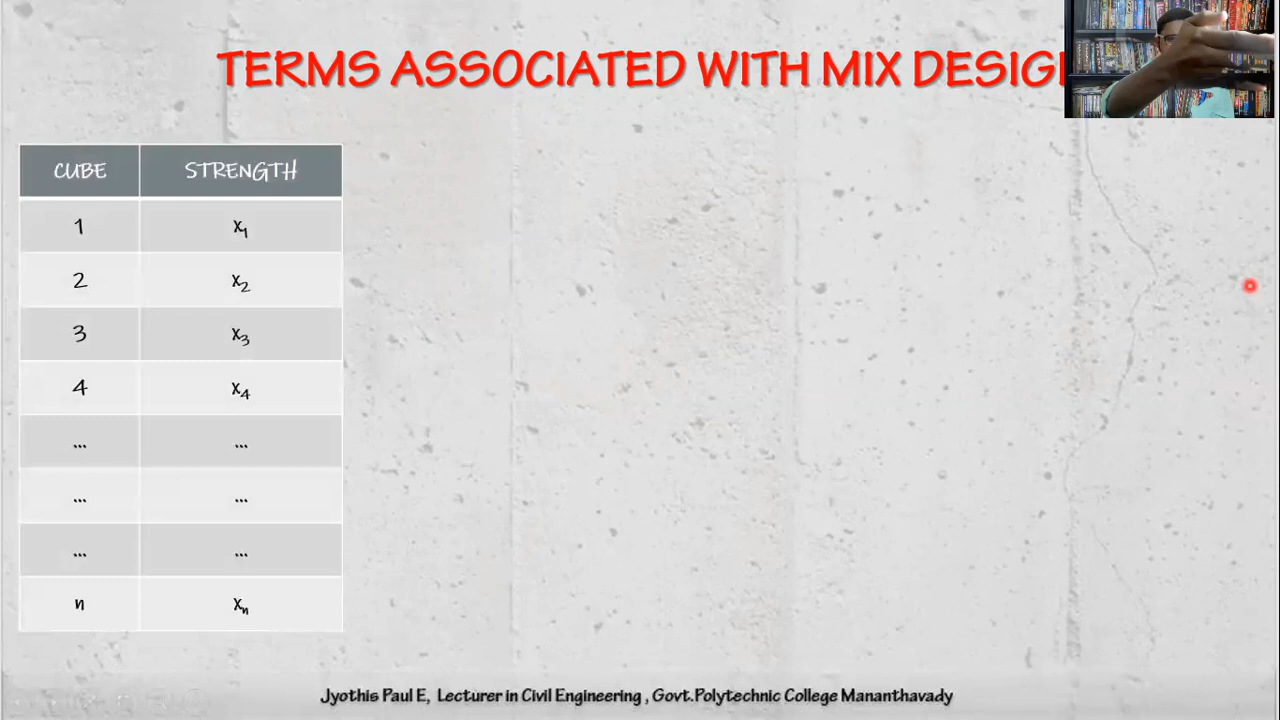 TERMS ASSOCIATED WITH MIX DESIG
CUBE STRENGTH
1 x1
2 x2
3 x3
4 x4
... ...
... ...
... ...
n xn
Jyothis Paul E, Lecturer in Civil Engineering , Govt.Polytechnic College Mananthavady